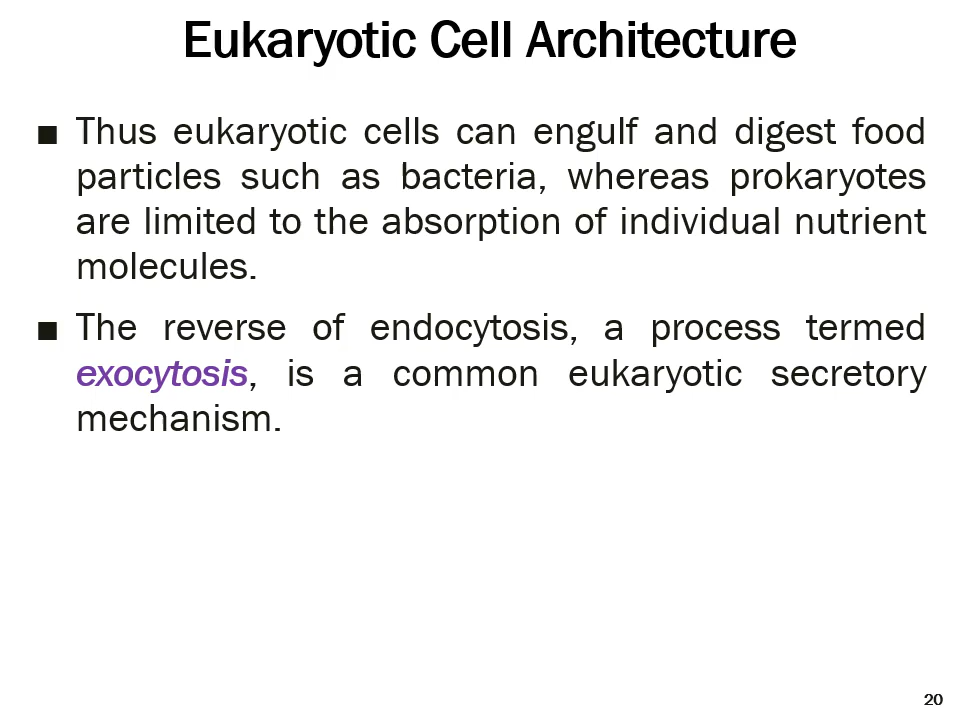 Eukaryotic Cell Architecture
■ Thus eukaryotic cells can engulf and digest food
particles such as bacteria, whereas prokaryotes
are limited to the absorption of individual nutrient
molecules.
■ The reverse of endocytosis, a process termed
exocytosis, is a common eukaryotic secretory
mechanism.
20